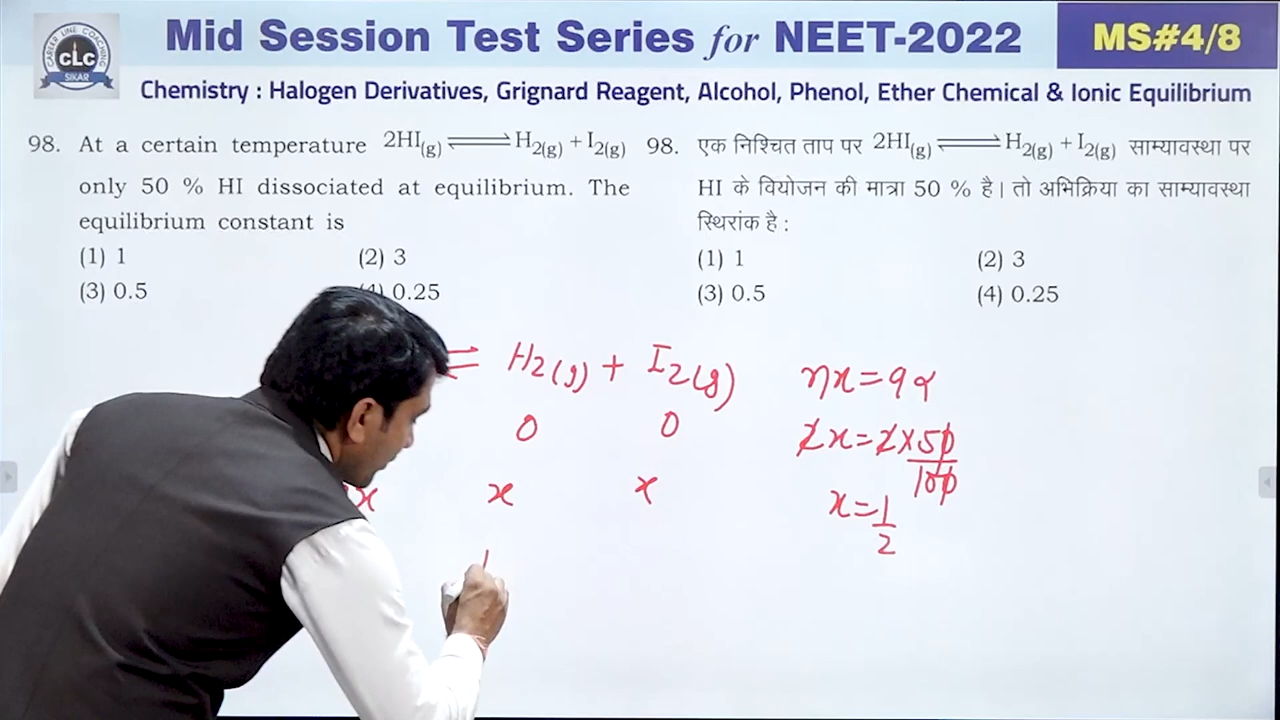 CAREER LINE COACHING
CLC
SIKAR
Mid Session Test Series for NEET-2022
MS#4/8
Chemistry : Halogen Derivatives, Grignard Reagent, Alcohol, Phenol, Ether Chemical & Ionic Equilibrium
98. At a certain temperature 2HI(g) ⇌ H2(g) + I2(g)
only 50 % HI dissociated at equilibrium. The
equilibrium constant is
(1) 1 (2) 3
(3) 0.5 (4) 0.25
98. एक निश्चित ताप पर 2HI(g) ⇌ H2(g) + I2(g) साम्यावस्था पर
HI के वियोजन की मात्रा 50 % है। तो अभिक्रिया का साम्यावस्था
स्थिरांक है :
(1) 1 (2) 3
(3) 0.5 (4) 0.25
⇌ H2(g) + I2(g)
0 0
x x x
nx=aα
2x=2×50/100
x=1/2